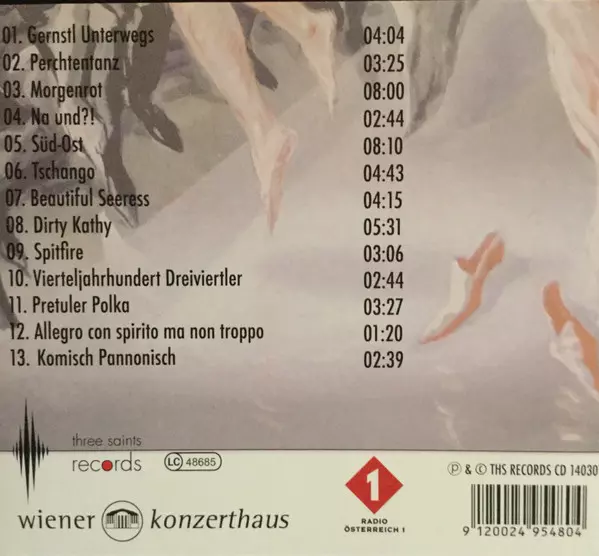 01. Gernstl Unterwegs 04:04
02. Perchtentanz 03:25
03. Morgenrot 08:00
04. Na und?! 02:44
05. Süd-Ost 08:10
06. Tschango 04:43
07. Beautiful Seeress 04:15
08. Dirty Kathy 05:31
09. Spitfire 03:06
10. Vierteljahrhundert Dreiviertler 02:44
11. Pretuler Polka 03:27
12. Allegro con spirito ma non troppo 01:20
13. Komisch Pannonisch 02:39
three saints
records
LC 48685
wiener konzerthaus
1
RADIO
ÖSTERREICH 1
℗ & © THS RECORDS CD 14030
9 120024 954804